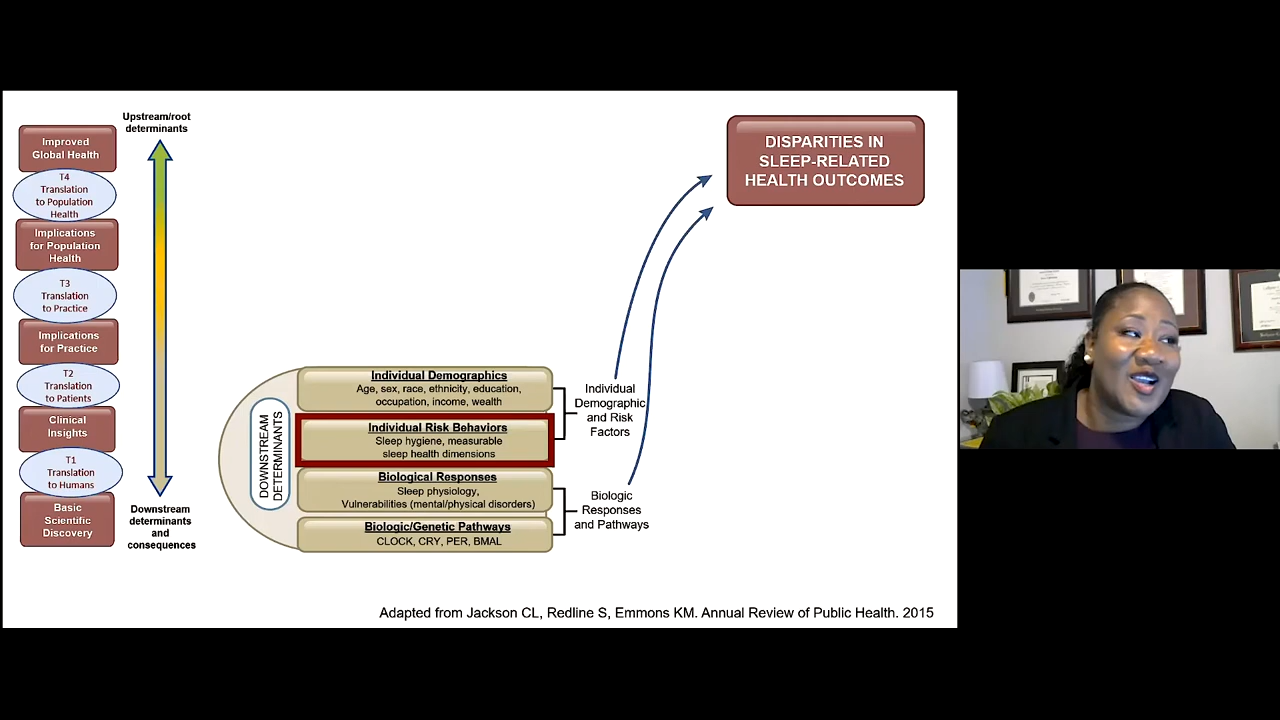 Upstream/root
determinants
Improved
Global Health
T4
Translation
to Population
Health
Implications
for Population
Health
T3
Translation
to Practice
Implications
for Practice
T2
Translation
to Patients
Clinical
Insights
T1
Translation
to Humans
Basic
Scientific
Discovery
Downstream
determinants
and
consequences
DOWNSTREAM
DETERMINANTS
Individual Demographics
Age, sex, race, ethnicity, education,
occupation, income, wealth
Individual Risk Behaviors
Sleep hygiene, measurable
sleep health dimensions
Biological Responses
Sleep physiology,
Vulnerabilities (mental/physical disorders)
Biologic/Genetic Pathways
CLOCK, CRY, PER, BMAL
Individual
Demographic
and Risk
Factors
Biologic
Responses
and Pathways
DISPARITIES IN
SLEEP-RELATED
HEALTH OUTCOMES
Adapted from Jackson CL, Redline S, Emmons KM. Annual Review of Public Health. 2015